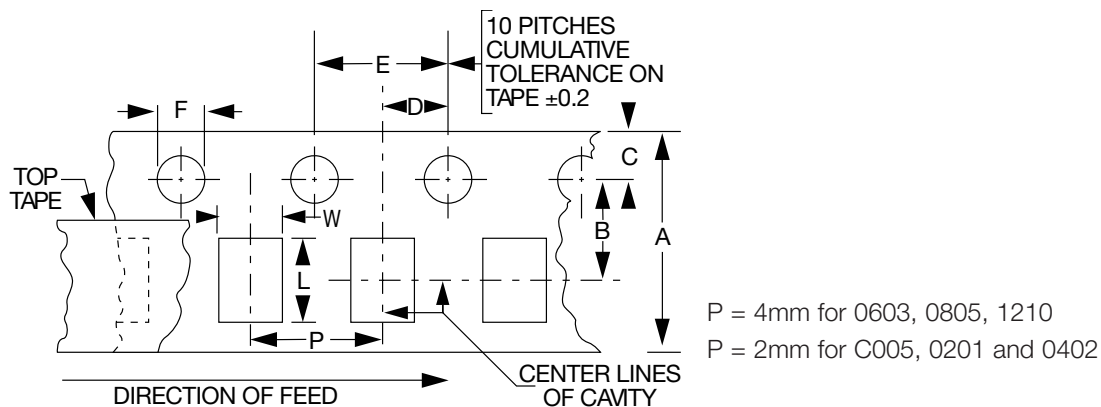 10 PITCHES
CUMULATIVE
TOLERANCE ON
TAPE ±0.2
E
D
F
C
TOP
TAPE
W
B
A
L
P
P = 4mm for 0603, 0805, 1210
P = 2mm for C005, 0201 and 0402
CENTER LINES
OF CAVITY
DIRECTION OF FEED